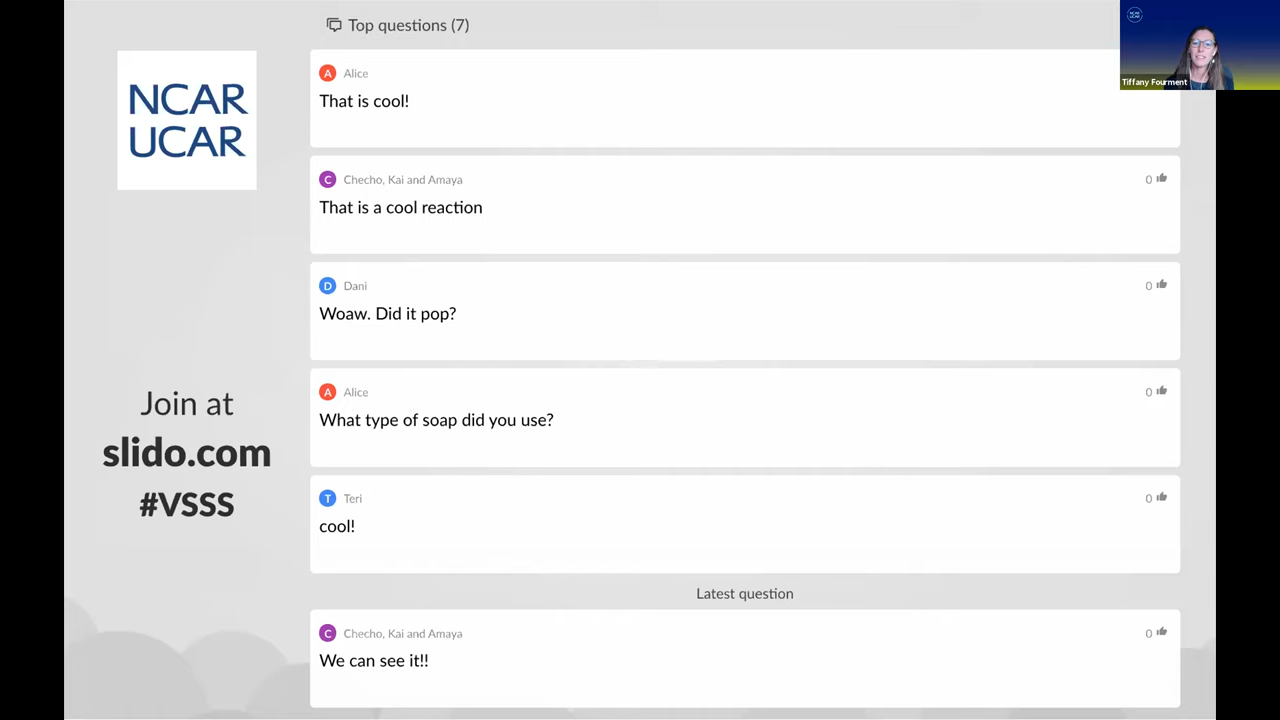 Top questions (7)
NCAR
UCAR
Join at
slido.com
#VSSS
A Alice
That is cool!
C Checho, Kai and Amaya 0
That is a cool reaction
D Dani 0
Woaw. Did it pop?
A Alice 0
What type of soap did you use?
T Teri 0
cool!
Latest question
C Checho, Kai and Amaya 0
We can see it!!
NCAR
UCAR
Tiffany Fourment